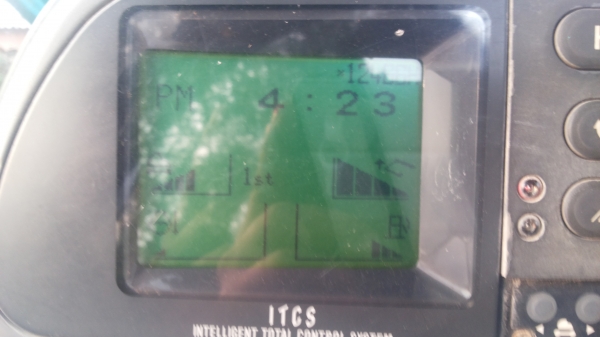 PM 4:23
1st
ITCS
INTELLIGENT TOTAL CONTROL SYSTEM